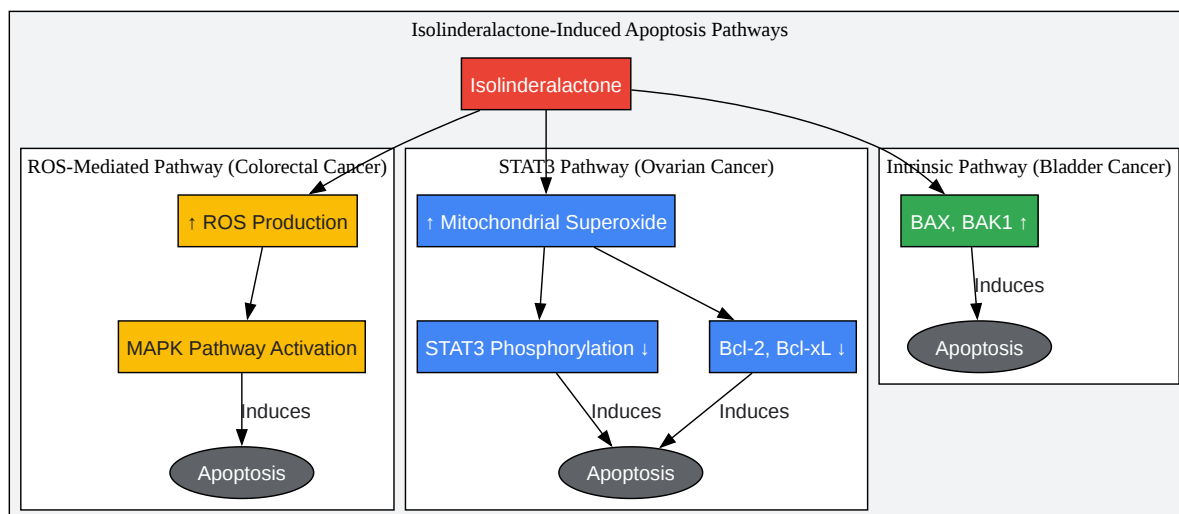 Isolinderalactone-Induced Apoptosis Pathways
Isolinderalactone
ROS-Mediated Pathway (Colorectal Cancer)
↑ ROS Production
MAPK Pathway Activation
Induces
Apoptosis
STAT3 Pathway (Ovarian Cancer)
↑ Mitochondrial Superoxide
STAT3 Phosphorylation ↓
Bcl-2, Bcl-xL ↓
Induces
Induces
Apoptosis
Intrinsic Pathway (Bladder Cancer)
BAX, BAK1 ↑
Induces
Apoptosis